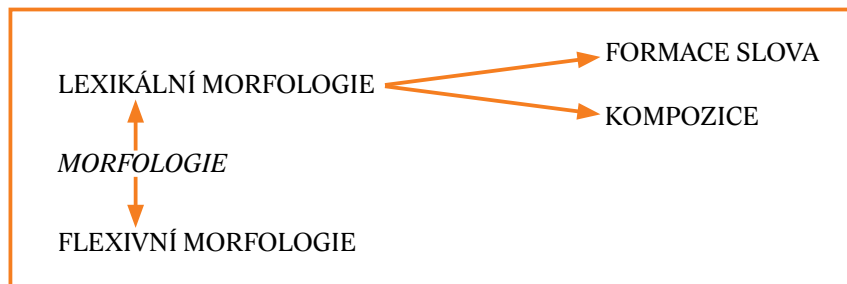 FORMACE SLOVA
LEXIKÁLNÍ MORFOLOGIE
KOMPOZICE
MORFOLOGIE
FLEXIVNÍ MORFOLOGIE